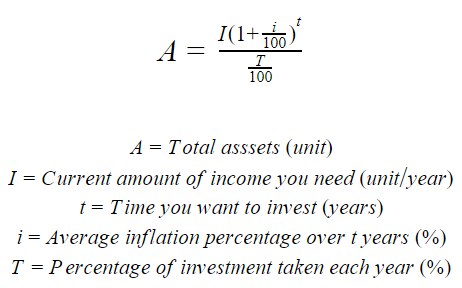 A = I(1+i/100)^t / T/100
A = Total asssets (unit)
I = Current amount of income you need (unit/year)
t = Time you want to invest (years)
i = Average inflation percentage over t years (%)
T = Percentage of investment taken each year (%)